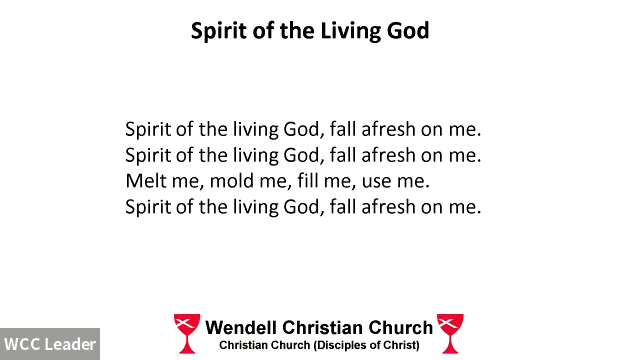 Spirit of the Living God
Spirit of the living God, fall afresh on me.
Spirit of the living God, fall afresh on me.
Melt me, mold me, fill me, use me.
Spirit of the living God, fall afresh on me.
Wendell Christian Church
Christian Church (Disciples of Christ)
WCC Leader